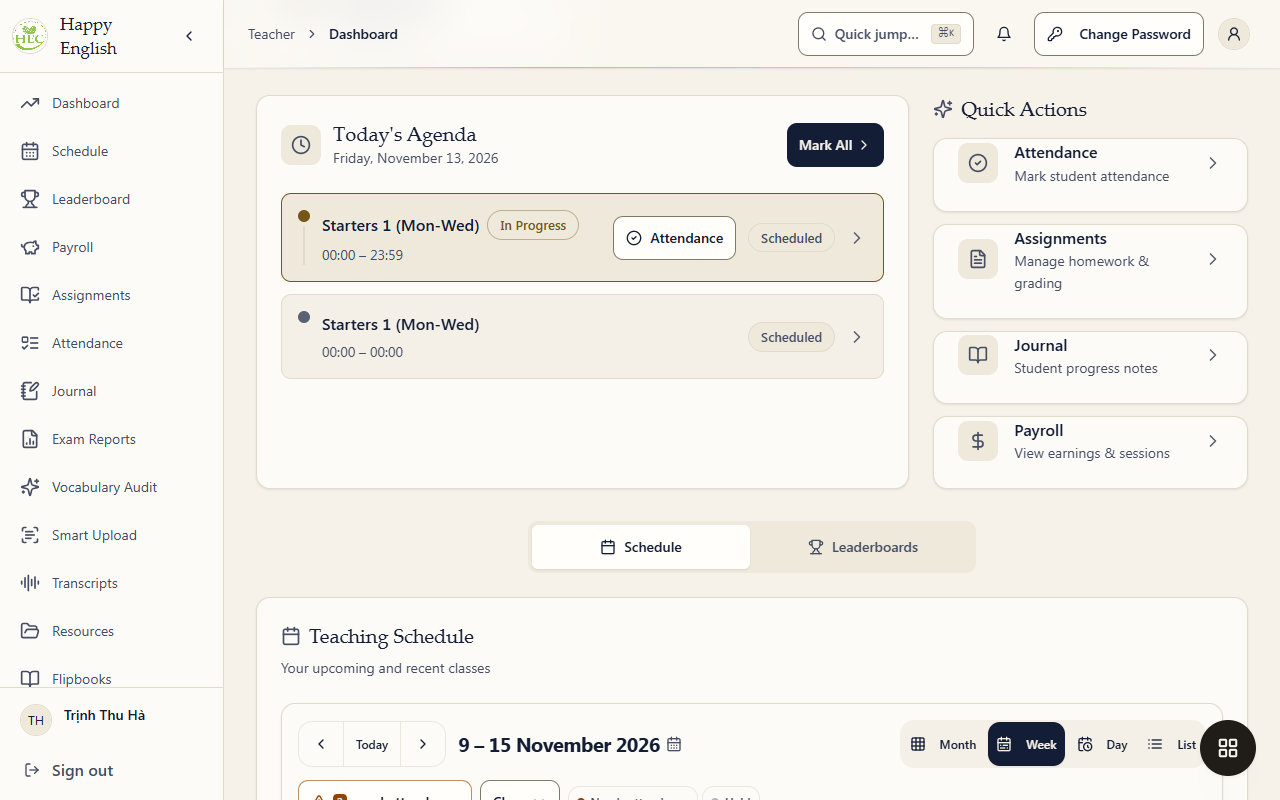 HEC
Happy
English
Dashboard
Schedule
Leaderboard
Payroll
Assignments
Attendance
Journal
Exam Reports
Vocabulary Audit
Smart Upload
Transcripts
Resources
Flipbooks
TH
Trịnh Thu Hà
Sign out
Teacher
Dashboard
Quick jump...
⌘K
Change Password
Today's Agenda
Friday, November 13, 2026
Mark All
Starters 1 (Mon-Wed)
In Progress
00:00 – 23:59
Attendance
Scheduled
Starters 1 (Mon-Wed)
00:00 – 00:00
Scheduled
Quick Actions
Attendance
Mark student attendance
Assignments
Manage homework &
grading
Journal
Student progress notes
Payroll
View earnings & sessions
Schedule
Leaderboards
Teaching Schedule
Your upcoming and recent classes
Today
9 – 15 November 2026
Month
Week
Day
List